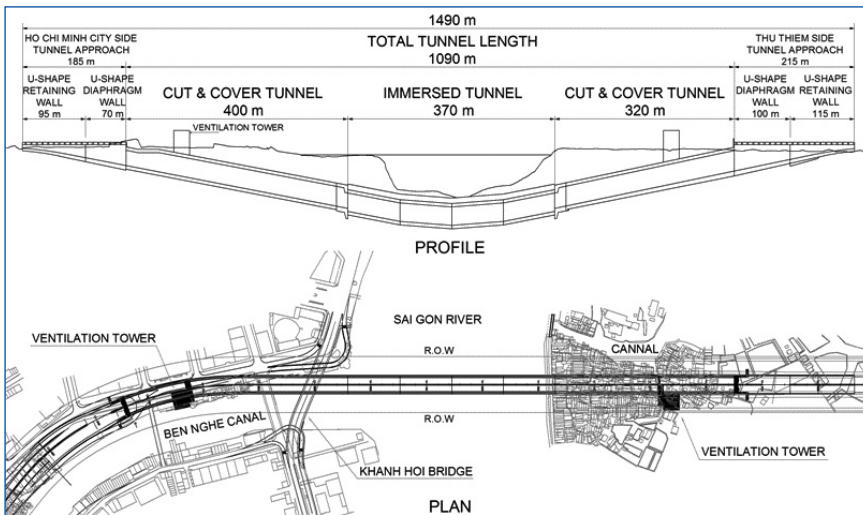 1490 m
HO CHI MINH CITY SIDE
TUNNEL APPROACH
185 m
TOTAL TUNNEL LENGTH
1090 m
THU THIEM SIDE
TUNNEL APPROACH
215 m
U-SHAPE
RETAINING
WALL
95 m
U-SHAPE
DIAPHRAGM
WALL
70 m
CUT & COVER TUNNEL
400 m
IMMERSED TUNNEL
370 m
CUT & COVER TUNNEL
320 m
U-SHAPE
DIAPHRAGM
WALL
100 m
U-SHAPE
RETAINING
WALL
115 m
VENTILATION TOWER
PROFILE
SAI GON RIVER
VENTILATION TOWER
R.O.W
CANNAL
R.O.W
BEN NGHE CANAL
VENTILATION TOWER
KHANH HOI BRIDGE
PLAN